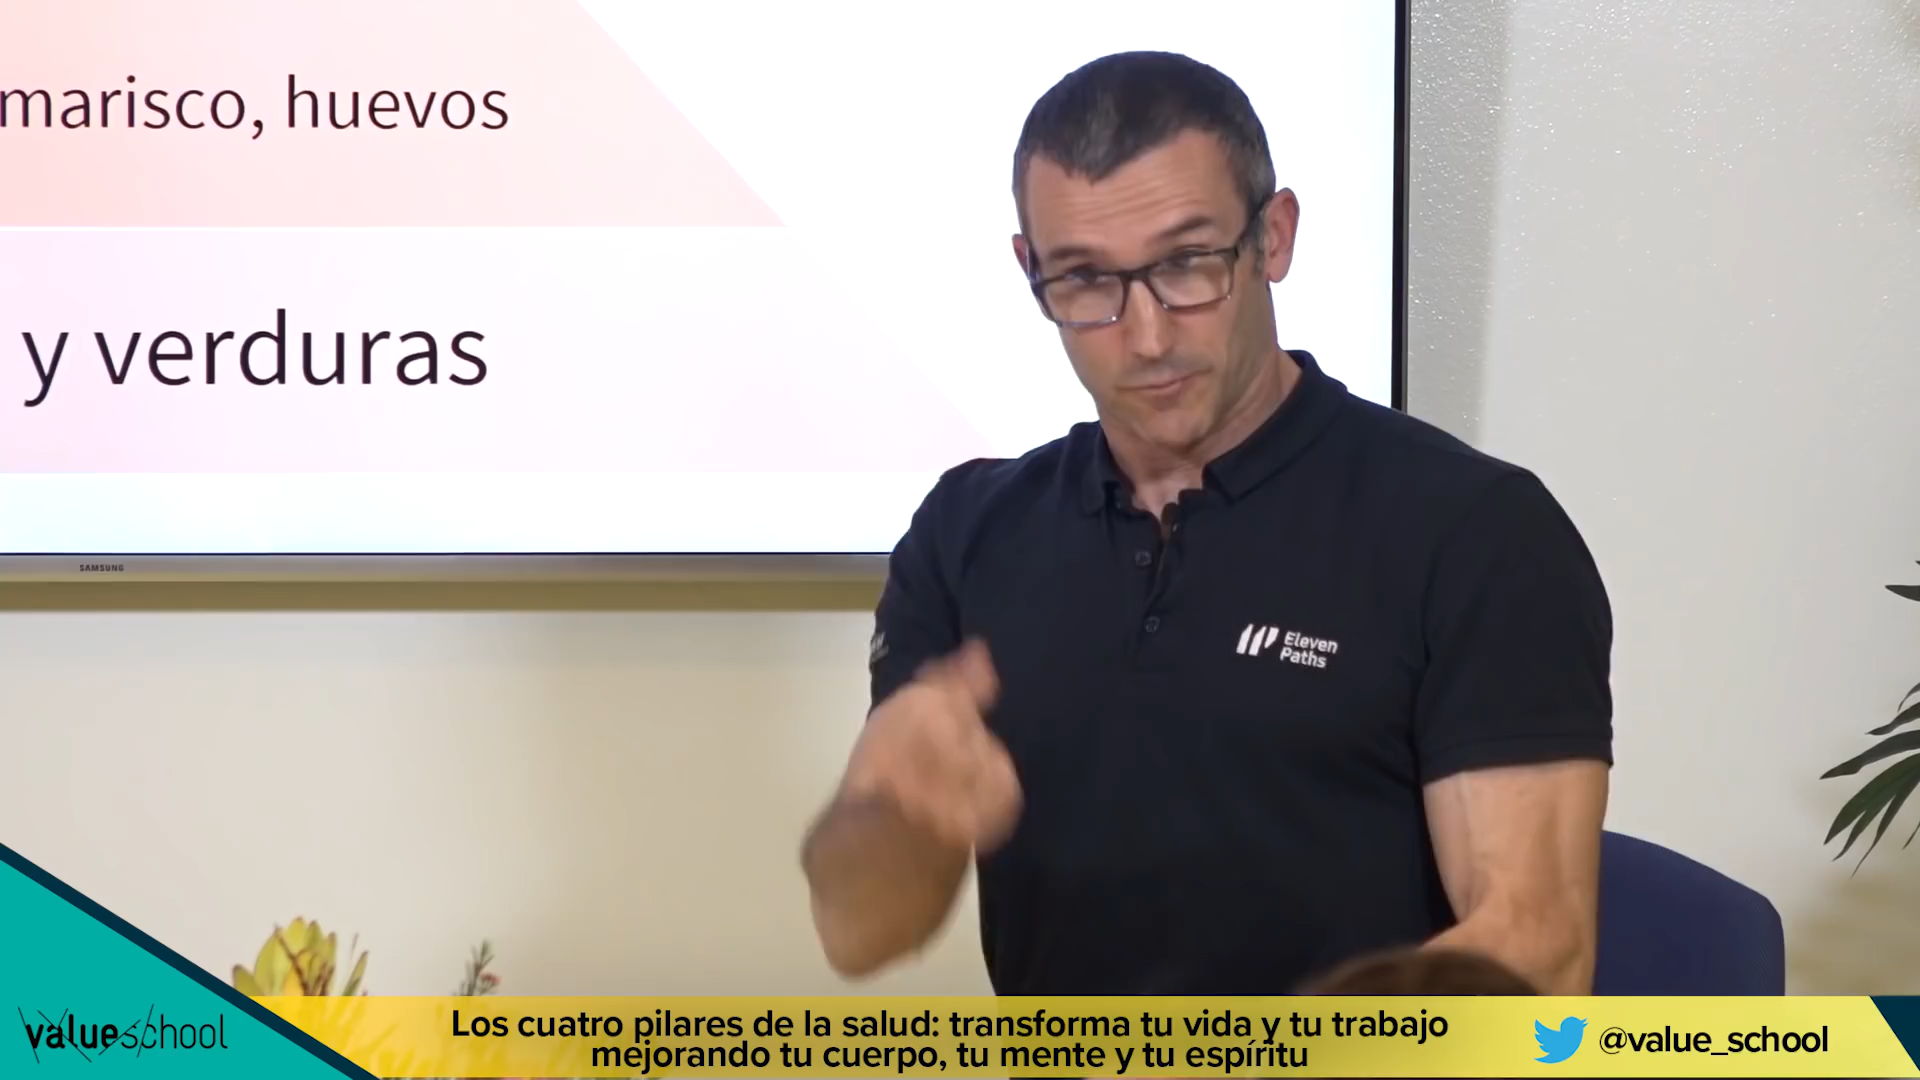 marisco, huevos
y verduras
SAMSUNG
Eleven
Paths
valueschool
Los cuatro pilares de la salud: transforma tu vida y tu trabajo
mejorando tu cuerpo, tu mente y tu espíritu
@value_school